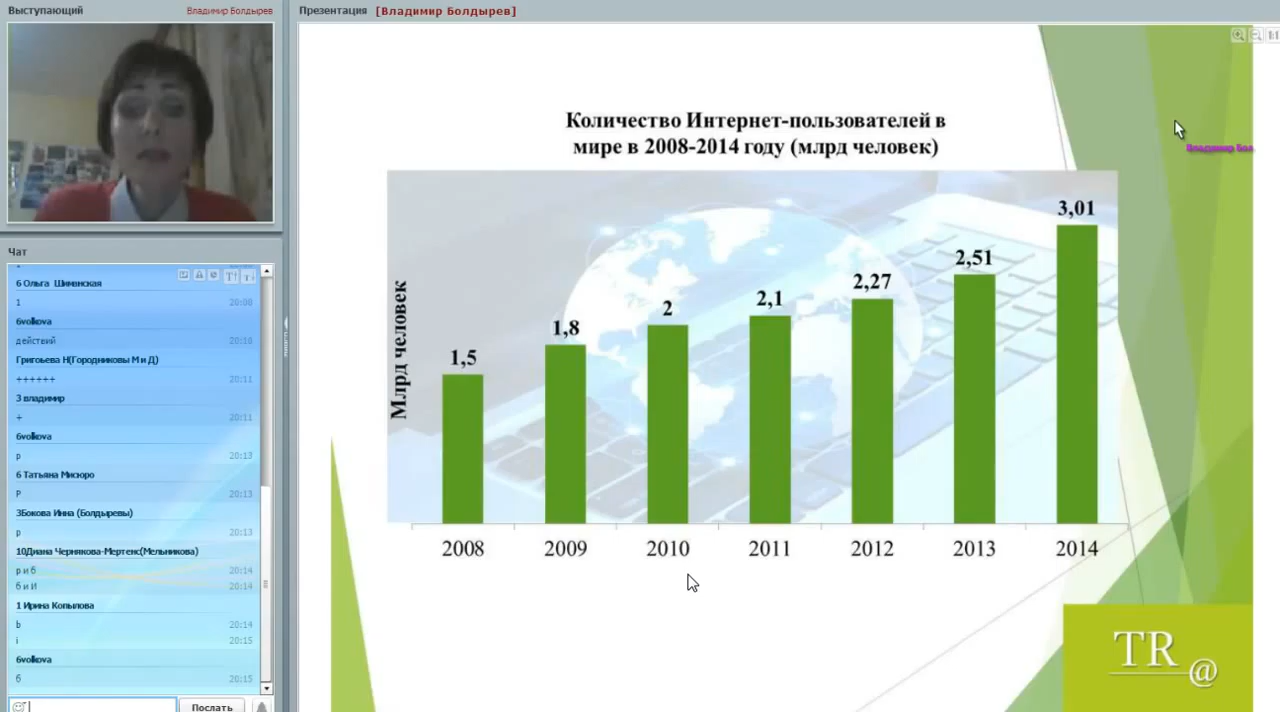 Выступающий
Владимир Болдырев
Презентация [Владимир Болдырев]
Чат
6 Ольга Шиманская
1 20:08
6volkova
действий 20:10
Григоьева Н(Городниковы М и Д)
++++++ 20:11
3 владимир
+ 20:11
6volkova
р 20:13
6 Татьяна Мисюро
Р 20:13
3Бокова Инна (Болдыревы)
р 20:13
10Диана Чернякова-Мертенс(Мельникова)
р и б 20:14
б и И 20:14
1 Ирина Копылова
b 20:14
i 20:15
6volkova
б 20:15
Послать
Количество Интернет-пользователей в
мире в 2008-2014 году (млрд человек)
Владимир Бол
Млрд человек
1,5
1,8
2
2,1
2,27
2,51
3,01
2008 2009 2010 2011 2012 2013 2014
TR
@